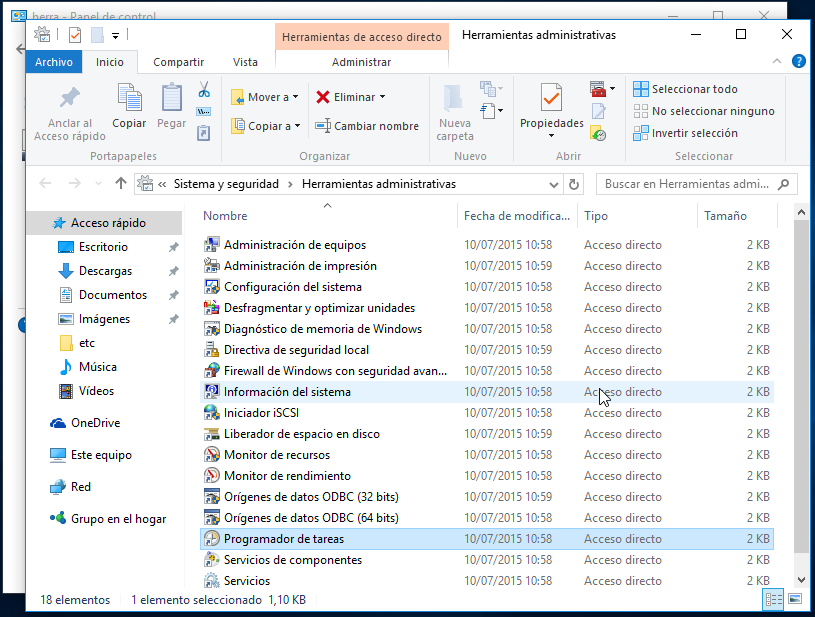 herra - Panel de control
Herramientas de acceso directo
Herramientas administrativas
Archivo
Inicio
Compartir
Vista
Administrar
Anclar al
Acceso rápido
Copiar
Pegar
Portapapeles
Mover a
Copiar a
Eliminar
Cambiar nombre
Organizar
Nueva
carpeta
Nuevo
Propiedades
Abrir
Seleccionar todo
No seleccionar ninguno
Invertir selección
Seleccionar
« Sistema y seguridad › Herramientas administrativas
Buscar en Herramientas admi...
Acceso rápido
Escritorio
Descargas
Documentos
Imágenes
etc
Música
Vídeos
OneDrive
Este equipo
Red
Grupo en el hogar
Nombre Fecha de modifica... Tipo Tamaño
Administración de equipos 10/07/2015 10:58 Acceso directo 2 KB
Administración de impresión 10/07/2015 10:59 Acceso directo 2 KB
Configuración del sistema 10/07/2015 10:58 Acceso directo 2 KB
Desfragmentar y optimizar unidades 10/07/2015 10:58 Acceso directo 2 KB
Diagnóstico de memoria de Windows 10/07/2015 10:58 Acceso directo 2 KB
Directiva de seguridad local 10/07/2015 10:59 Acceso directo 2 KB
Firewall de Windows con seguridad avan... 10/07/2015 10:58 Acceso directo 2 KB
Información del sistema 10/07/2015 10:58 Acceso directo 2 KB
Iniciador iSCSI 10/07/2015 10:58 Acceso directo 2 KB
Liberador de espacio en disco 10/07/2015 10:59 Acceso directo 2 KB
Monitor de recursos 10/07/2015 10:58 Acceso directo 2 KB
Monitor de rendimiento 10/07/2015 10:58 Acceso directo 2 KB
Orígenes de datos ODBC (32 bits) 10/07/2015 10:59 Acceso directo 2 KB
Orígenes de datos ODBC (64 bits) 10/07/2015 10:58 Acceso directo 2 KB
Programador de tareas 10/07/2015 10:58 Acceso directo 2 KB
Servicios de componentes 10/07/2015 10:58 Acceso directo 2 KB
Servicios 10/07/2015 10:58 Acceso directo 2 KB
18 elementos
1 elemento seleccionado 1,10 KB